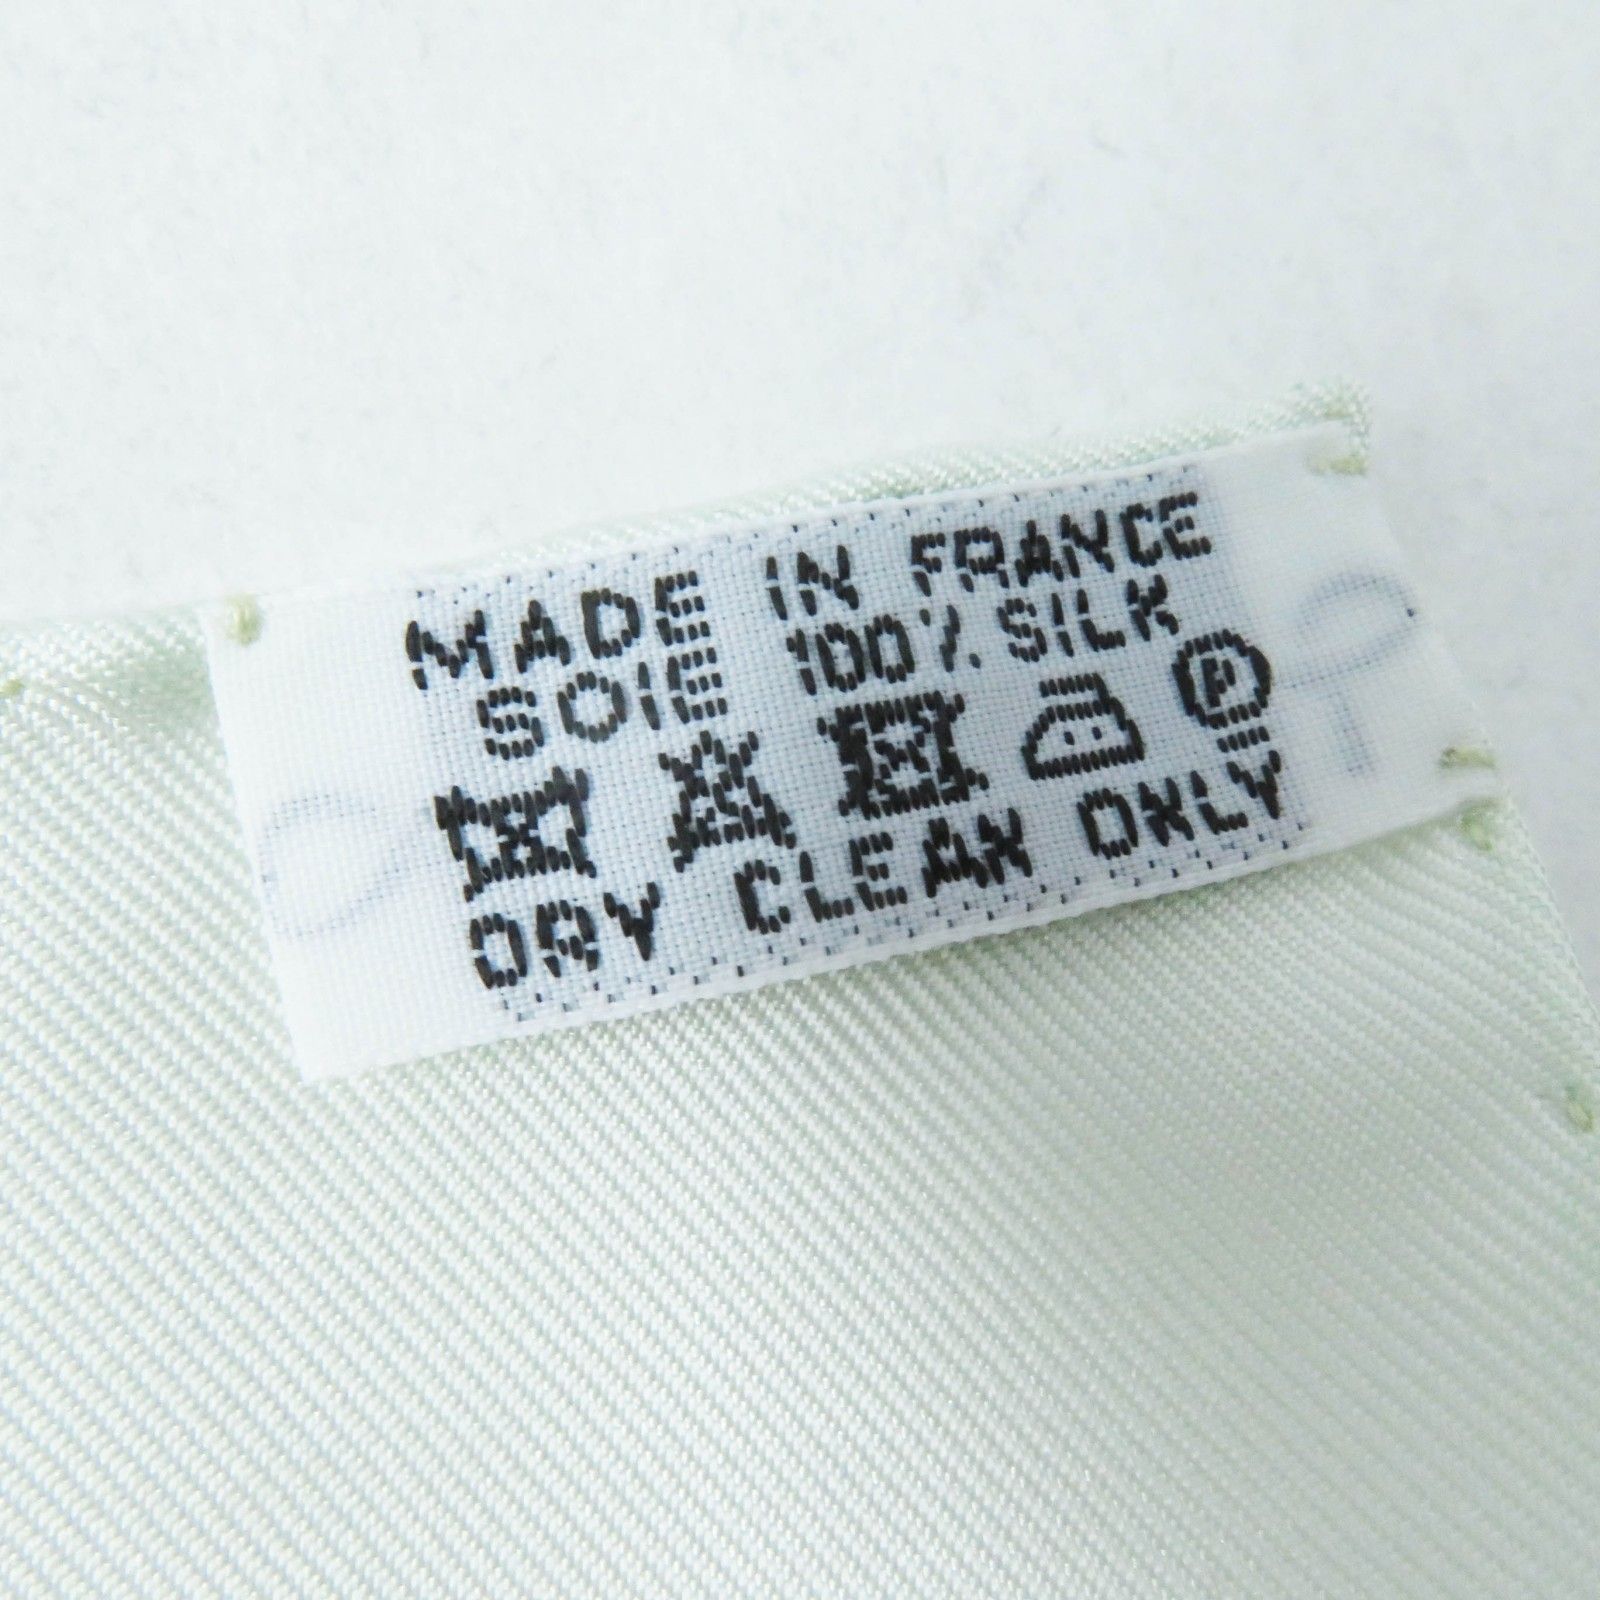 MADE IN FRANCE
SOIE 100% SILK
P
DRY CLEAN ONLY